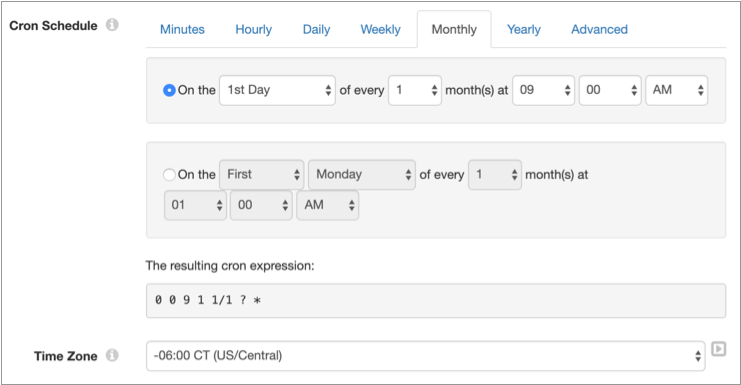 Cron Schedule Minutes Hourly Daily Weekly Monthly Yearly Advanced
On the 1st Day of every 1 month(s) at 09 00 AM
On the First Monday of every 1 month(s) at
01 00 AM
The resulting cron expression:
0 0 9 1 1/1 ? *
Time Zone -06:00 CT (US/Central)